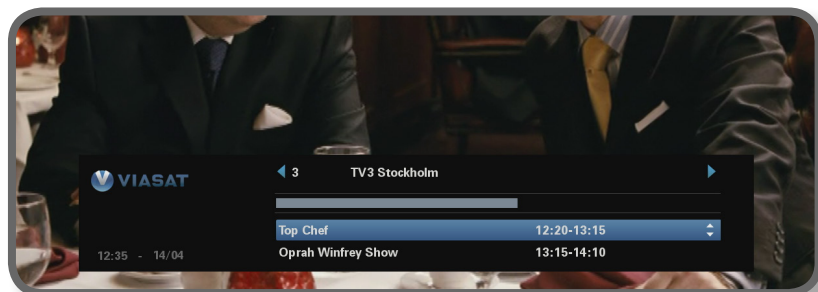 3 TV3 Stockholm
VIASAT
Top Chef 12:20-13:15
12:35 - 14/04 Oprah Winfrey Show 13:15-14:10